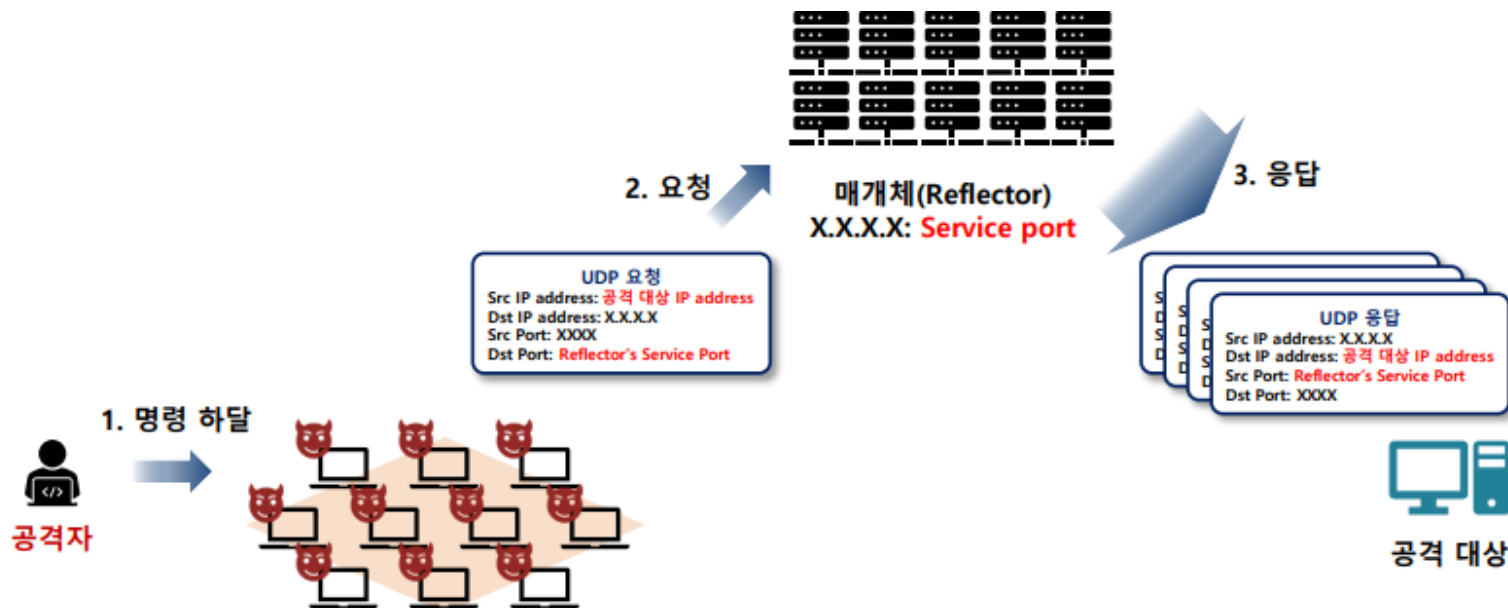 2. 요청
매개체(Reflector)
X.X.X.X: Service port
3. 응답
UDP 요청
Src IP address: 공격 대상 IP address
Dst IP address: X.X.X.X
Src Port: XXXX
Dst Port: Reflector's Service Port
S
D
S
D
S
D
S
D
S
D
S
D
UDP 응답
Src IP address: X.X.X.X
Dst IP address: 공격 대상 IP address
Src Port: Reflector's Service Port
Dst Port: XXXX
1. 명령 하달
</>
공격자
공격 대상